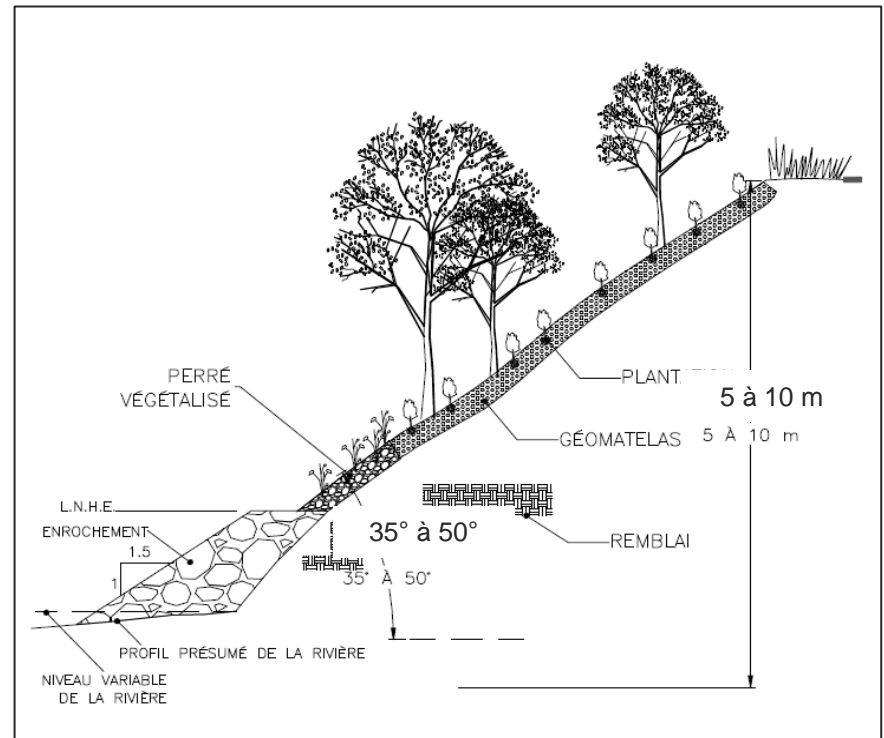 PERRÉ
VÉGÉTALISÉ
PLANT
5 à 10 m
GÉOMATELAS
5 À 10 m
L.N.H.E.
ENROCHEMENT
1.5
1
35° à 50°
35° À 50°
REMBLAI
PROFIL PRÉSUMÉ DE LA RIVIÈRE
NIVEAU VARIABLE
DE LA RIVIÈRE